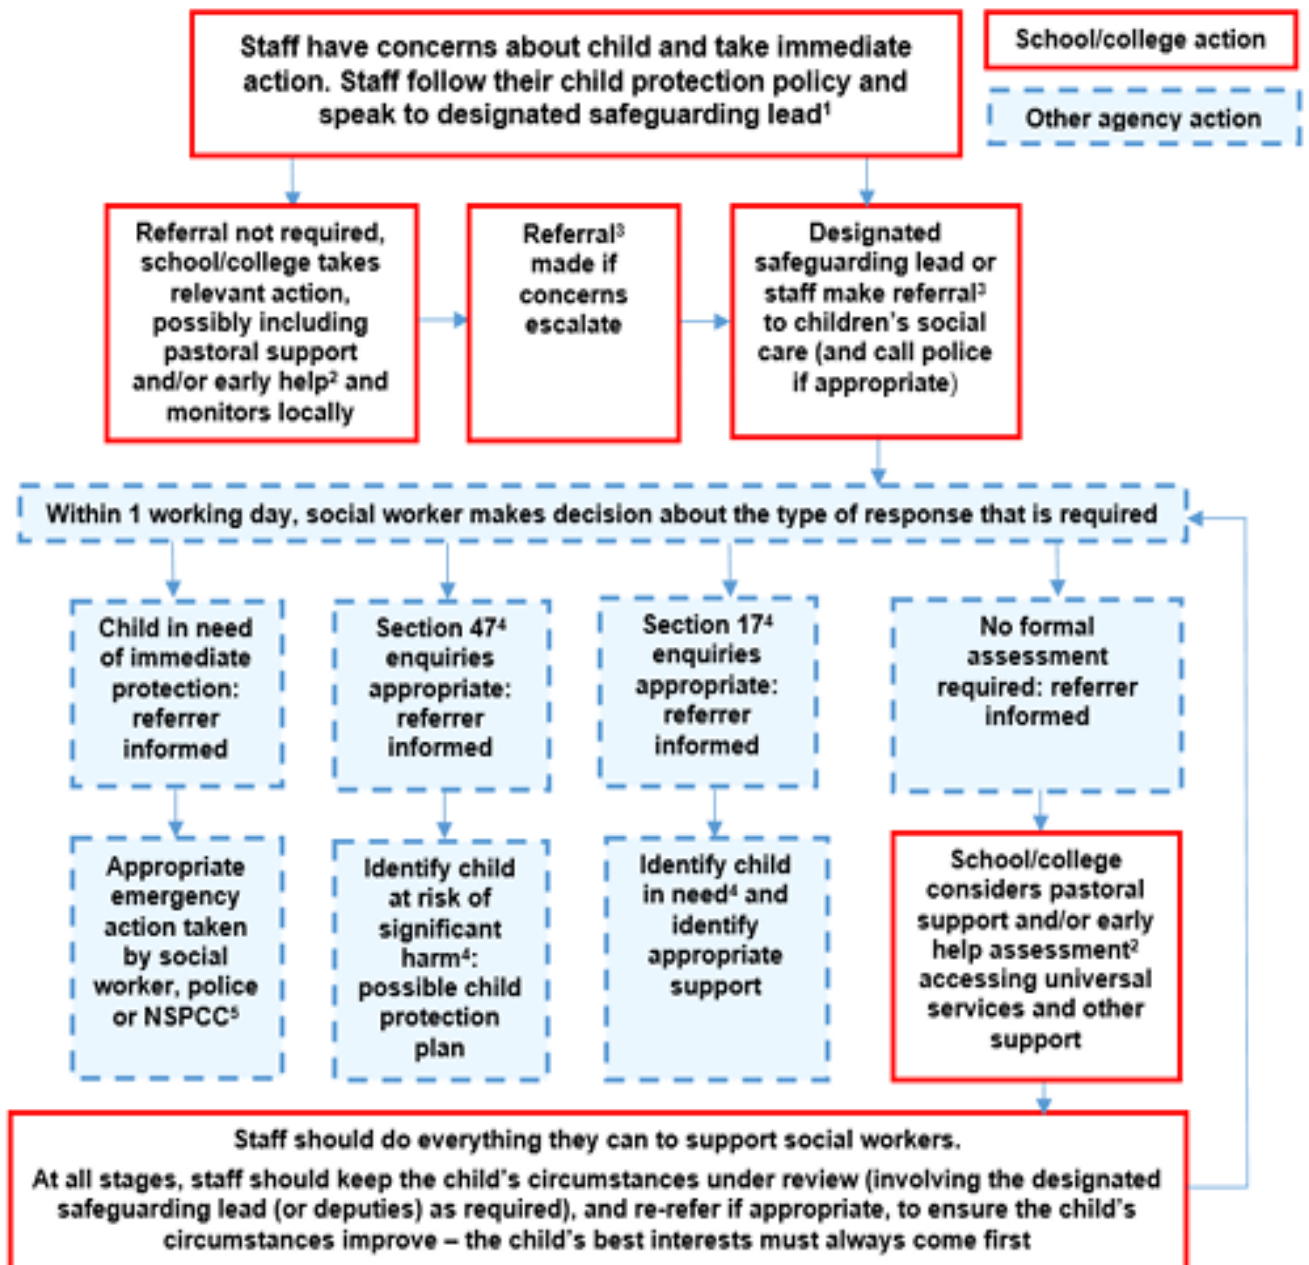 Staff have concerns about child and take immediate
action. Staff follow their child protection policy and
speak to designated safeguarding lead¹
School/college action
Other agency action
Referral not required,
school/college takes
relevant action,
possibly including
pastoral support
and/or early help² and
monitors locally
Referral³
made if
concerns
escalate
Designated
safeguarding lead or
staff make referral³
to children's social
care (and call police
if appropriate)
Within 1 working day, social worker makes decision about the type of response that is required
Child in need
of immediate
protection:
referrer
informed
Section 47⁴
enquiries
appropriate:
referrer
informed
Section 17⁴
enquiries
appropriate:
referrer
informed
No formal
assessment
required: referrer
informed
Appropriate
emergency
action taken
by social
worker, police
or NSPCC⁵
Identify child
at risk of
significant
harm⁴:
possible child
protection
plan
Identify child
in need⁴ and
identify
appropriate
support
School/college
considers pastoral
support and/or early
help assessment²
accessing universal
services and other
support
Staff should do everything they can to support social workers.
At all stages, staff should keep the child's circumstances under review (involving the designated
safeguarding lead (or deputies) as required), and re-refer if appropriate, to ensure the child's
circumstances improve – the child's best interests must always come first